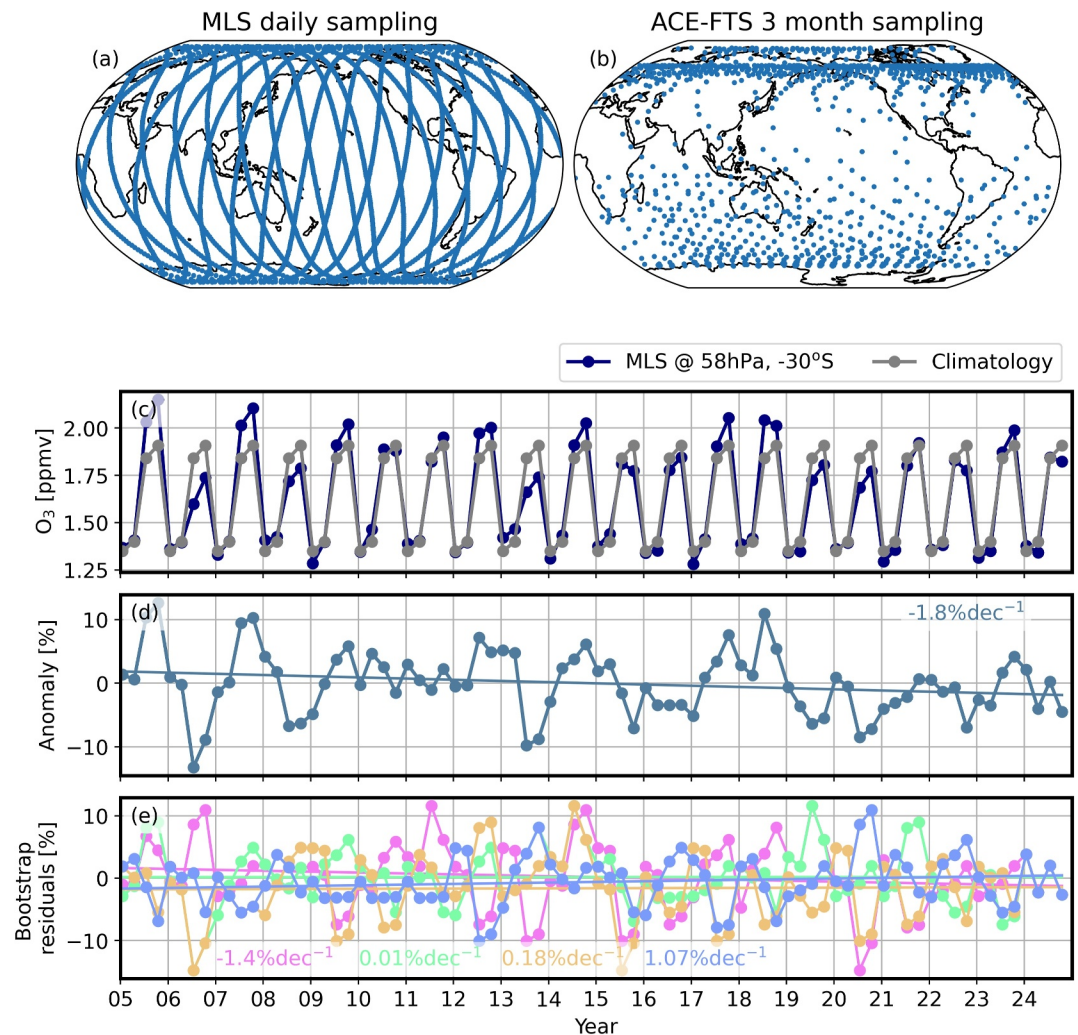 MLS daily sampling
ACE-FTS 3 month sampling
(a)
(b)
MLS @ 58hPa, -30°S
Climatology
(c)
2.00
1.75
1.50
1.25
O₃ [ppmv]
(d)
-1.8%dec⁻¹
10
0
−10
Anomaly [%]
(e)
10
0
−10
Bootstrap
residuals [%]
-1.4%dec⁻¹ 0.01%dec⁻¹ 0.18%dec⁻¹ 1.07%dec⁻¹
05 06 07 08 09 10 11 12 13 14 15 16 17 18 19 20 21 22 23 24
Year